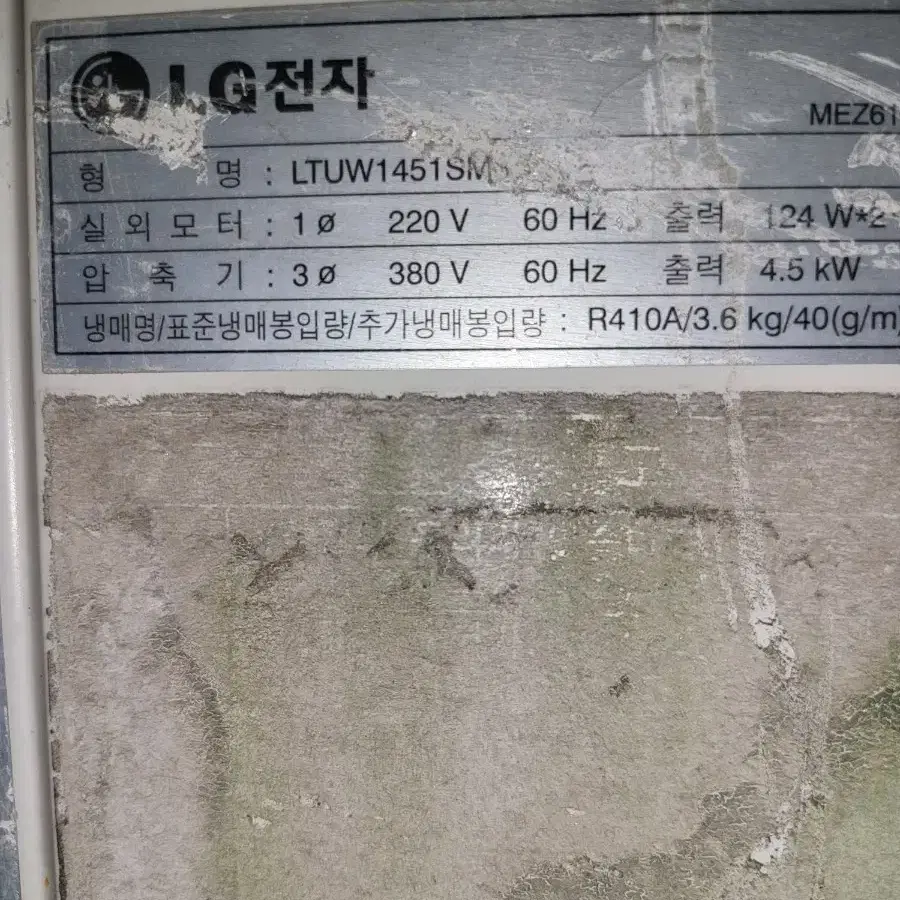 LG전자
MEZ61
형 명 : LTUW1451SM
실 외 모 터 : 1 ø 220 V 60 Hz 출력 124 W*2
압 축 기 : 3 ø 380 V 60 Hz 출력 4.5 kW
냉매명/표준냉매봉입량/추가냉매봉입량 : R410A/3.6 kg/40(g/m)